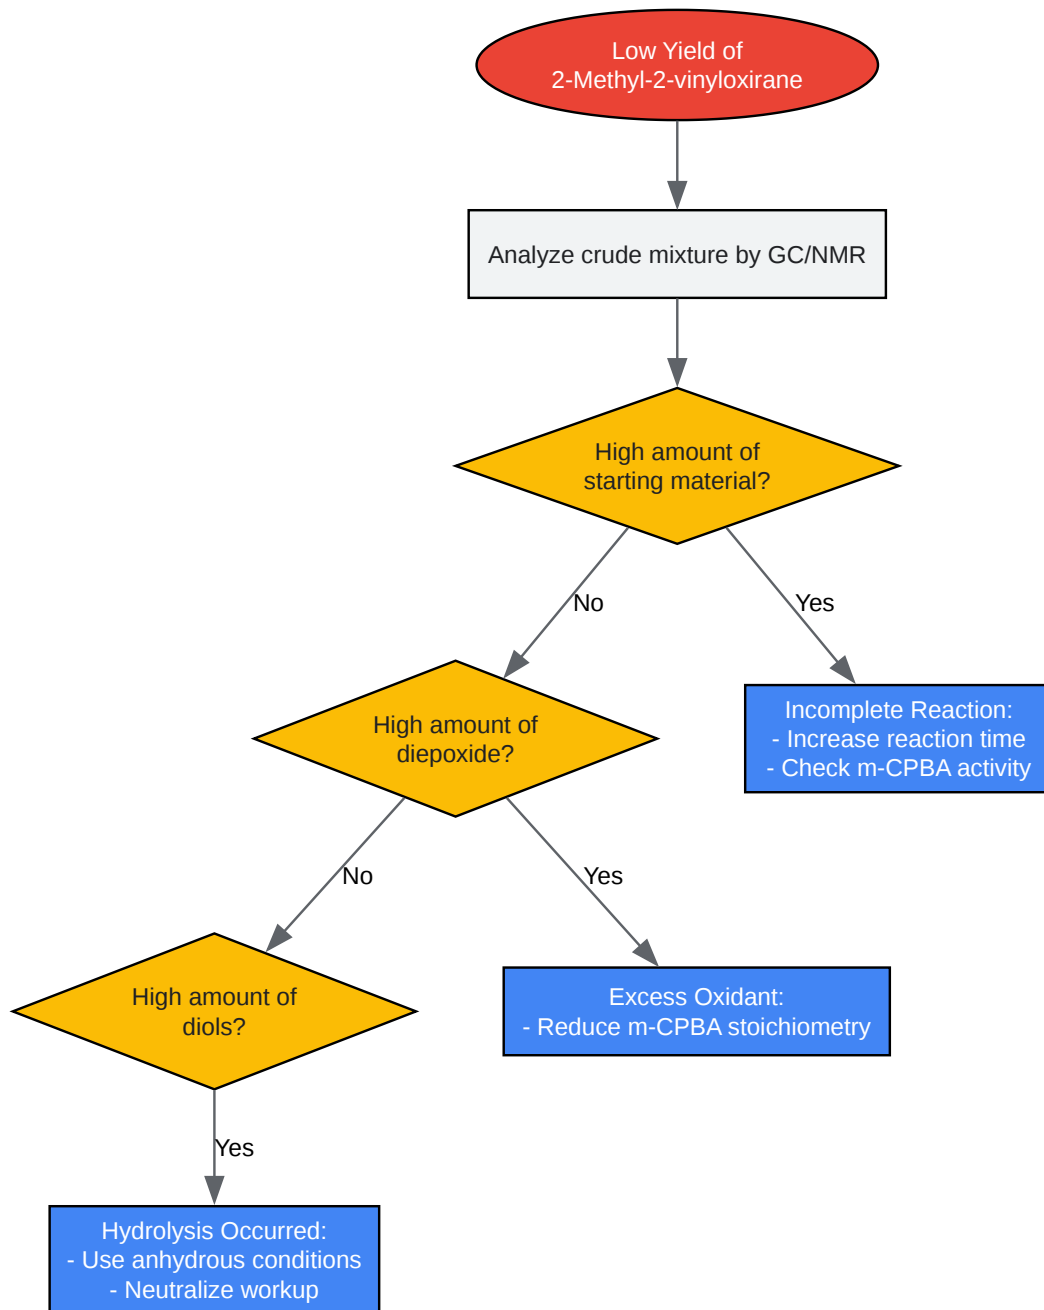 Low Yield of
2-Methyl-2-vinyloxirane
Analyze crude mixture by GC/NMR
High amount of
starting material?
No
Yes
High amount of
diepoxide?
Incomplete Reaction:
- Increase reaction time
- Check m-CPBA activity
No
Yes
High amount of
diols?
Excess Oxidant:
- Reduce m-CPBA stoichiometry
Yes
Hydrolysis Occurred:
- Use anhydrous conditions
- Neutralize workup